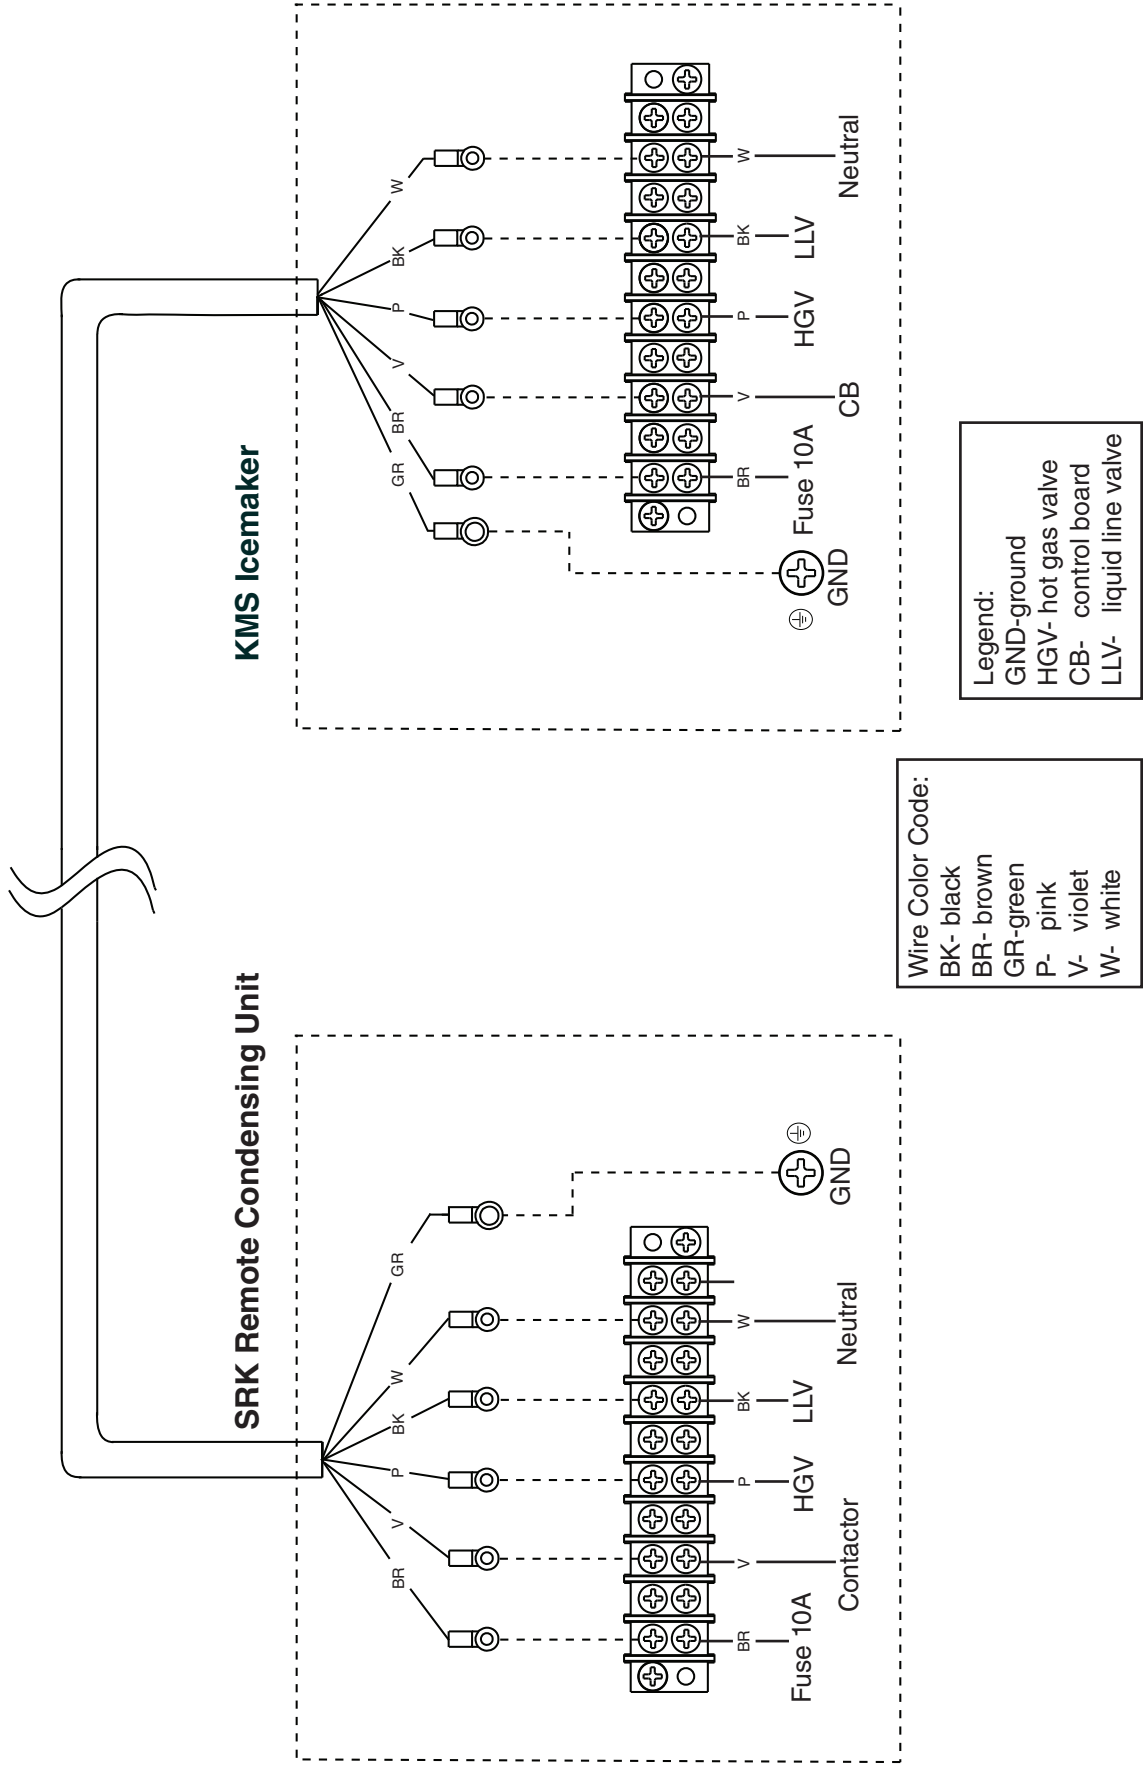 SRK Remote Condensing Unit
KMS Icemaker
BR
V
P
BK
W
GR
BR
V
P
BK
W
Fuse 10A
Contactor
HGV
LLV
Neutral
GND
GR
BR
V
P
BK
W
BR
V
P
BK
W
GND
Fuse 10A
CB
HGV
LLV
Neutral
Wire Color Code:
BK- black
BR- brown
GR-green
P- pink
V- violet
W- white
Legend:
GND-ground
HGV- hot gas valve
CB- control board
LLV- liquid line valve